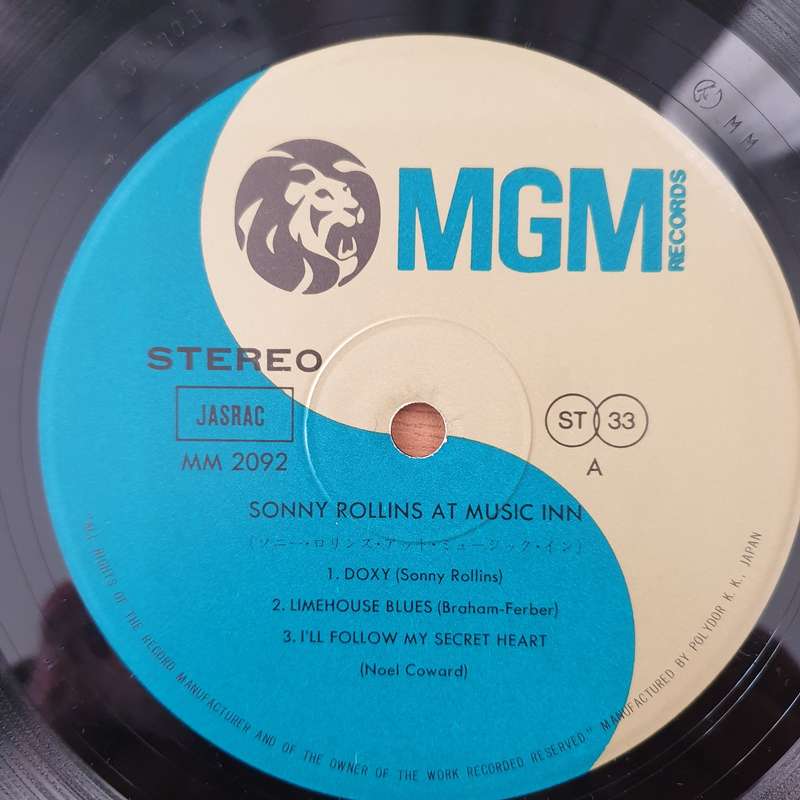 MGM
RECORDS
STEREO
JASRAC
MM 2092
ST 33
A
SONNY ROLLINS AT MUSIC INN
(ソニー・ロリンズ・アット・ミュージック・イン)
1. DOXY (Sonny Rollins)
2. LIMEHOUSE BLUES (Braham-Ferber)
3. I'LL FOLLOW MY SECRET HEART
(Noel Coward)
"ALL RIGHTS OF THE RECORD MANUFACTURER AND OF THE OWNER OF THE WORK RECORDED RESERVED." MANUFACTURED BY POLYDOR K. K., JAPAN
MM